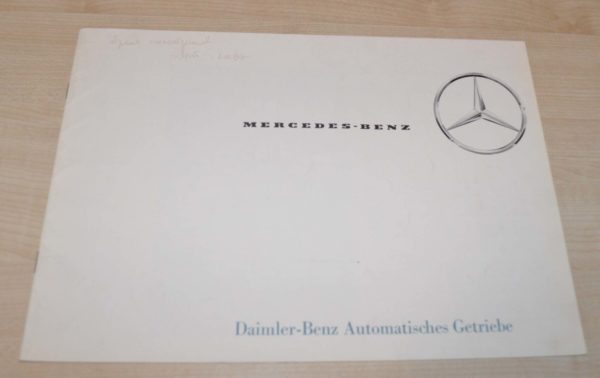 MERCEDES-BENZ
Daimler-Benz Automatisches Getriebe